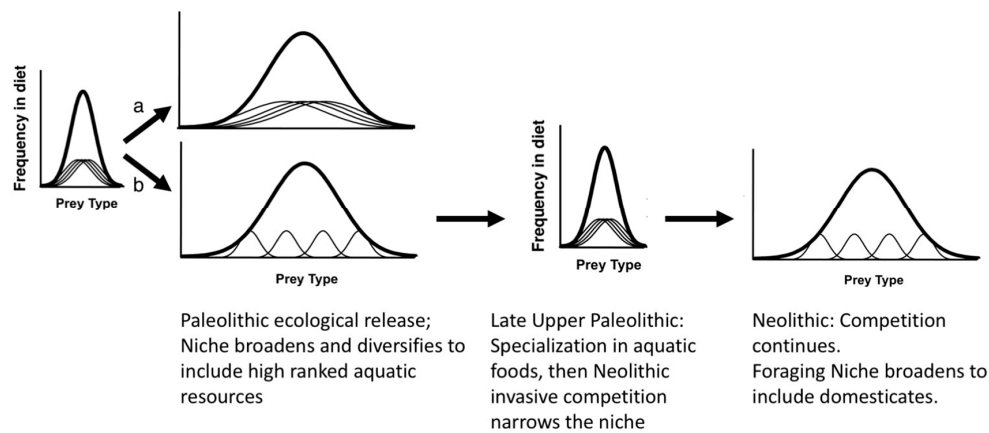 Frequency in diet
Prey Type
a
b
Prey Type
Frequency in diet
Prey Type
Prey Type
Paleolithic ecological release;
Niche broadens and diversifies to
include high ranked aquatic
resources
Late Upper Paleolithic:
Specialization in aquatic
foods, then Neolithic
invasive competition
narrows the niche
Neolithic: Competition
continues.
Foraging Niche broadens to
include domesticates.